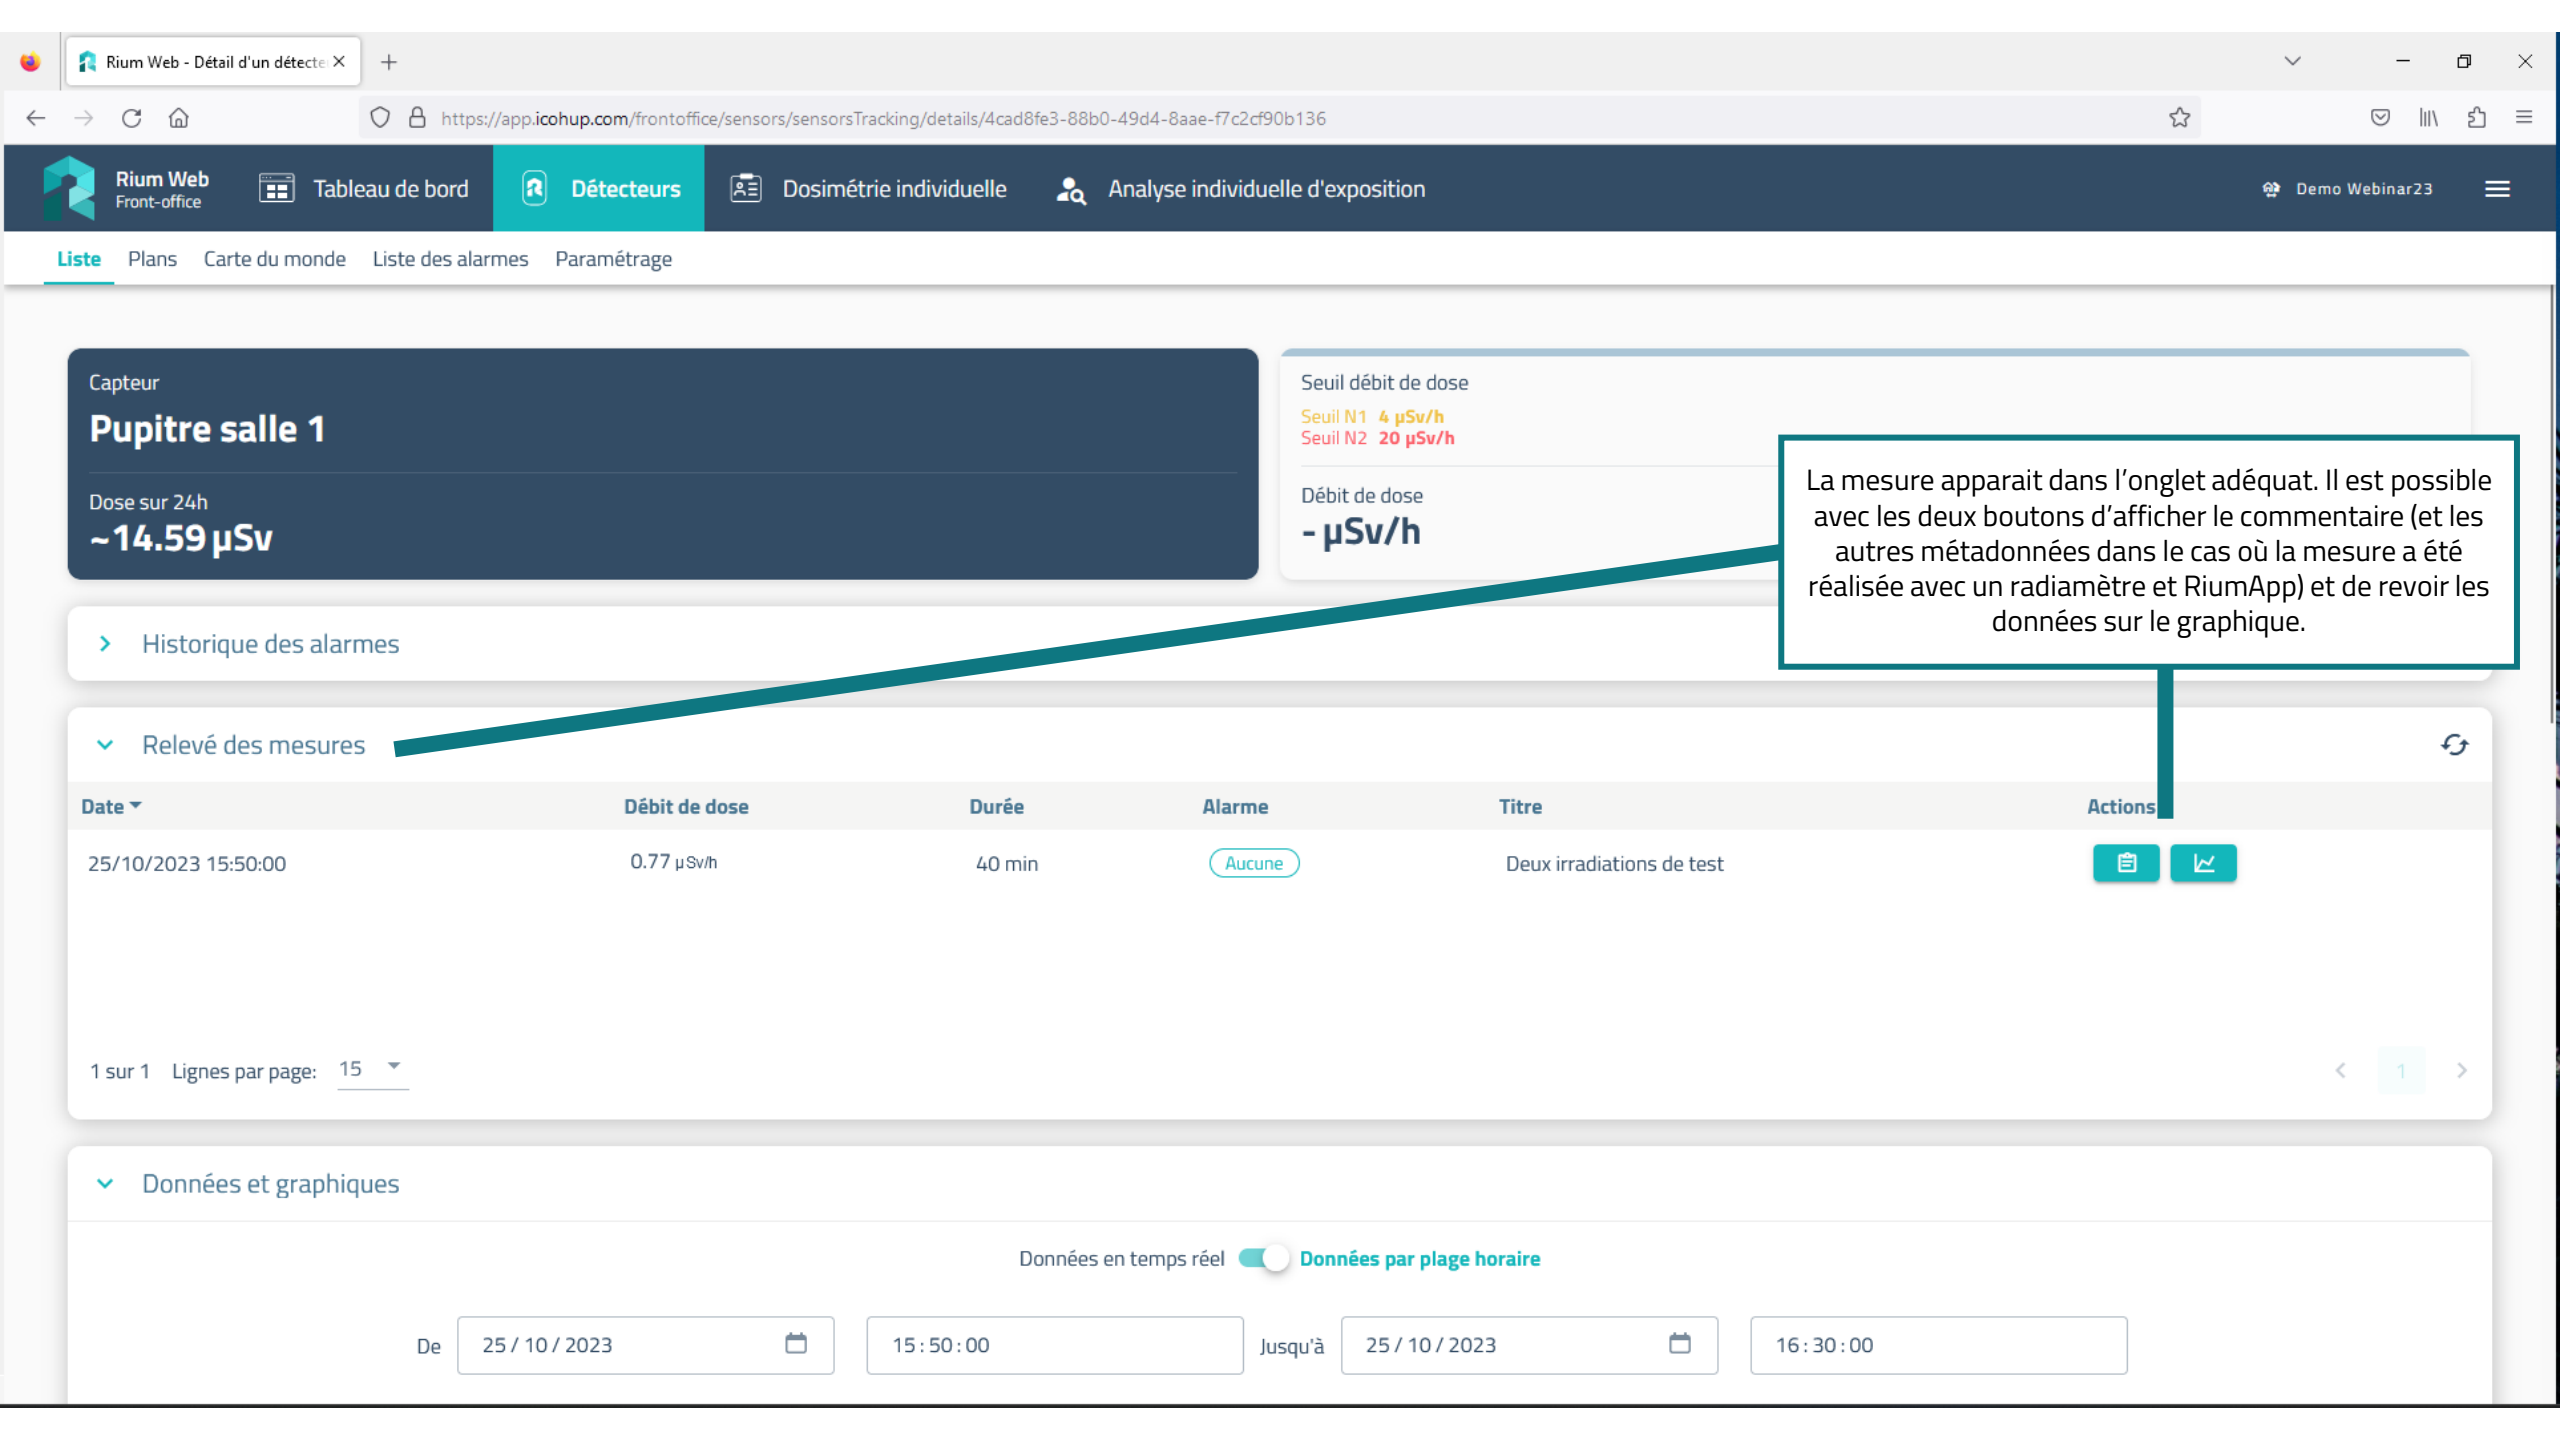 Rium Web - Détail d'un détecte
https://app.icohup.com/frontoffice/sensors/sensorsTracking/details/4cad8fe3-88b0-49d4-8aae-f7c2cf90b136
Rium Web
Front-office
Tableau de bord
Détecteurs
Dosimétrie individuelle
Analyse individuelle d'exposition
Demo Webinar23
Liste Plans Carte du monde Liste des alarmes Paramétrage
Capteur
Pupitre salle 1
Dose sur 24h
~14.59 µSv
Seuil débit de dose
Seuil N1 4 µSv/h
Seuil N2 20 µSv/h
Débit de dose
- µSv/h
La mesure apparait dans l’onglet adéquat. Il est possible
avec les deux boutons d’afficher le commentaire (et les
autres métadonnées dans le cas où la mesure a été
réalisée avec un radiamètre et RiumApp) et de revoir les
données sur le graphique.
Historique des alarmes
Relevé des mesures
Date Débit de dose Durée Alarme Titre Actions
25/10/2023 15:50:00 0.77 µSv/h 40 min Aucune Deux irradiations de test
1 sur 1 Lignes par page: 15
1
Données et graphiques
Données en temps réel Données par plage horaire
De 25 / 10 / 2023 15 : 50 : 00 Jusqu'à 25 / 10 / 2023 16 : 30 : 00